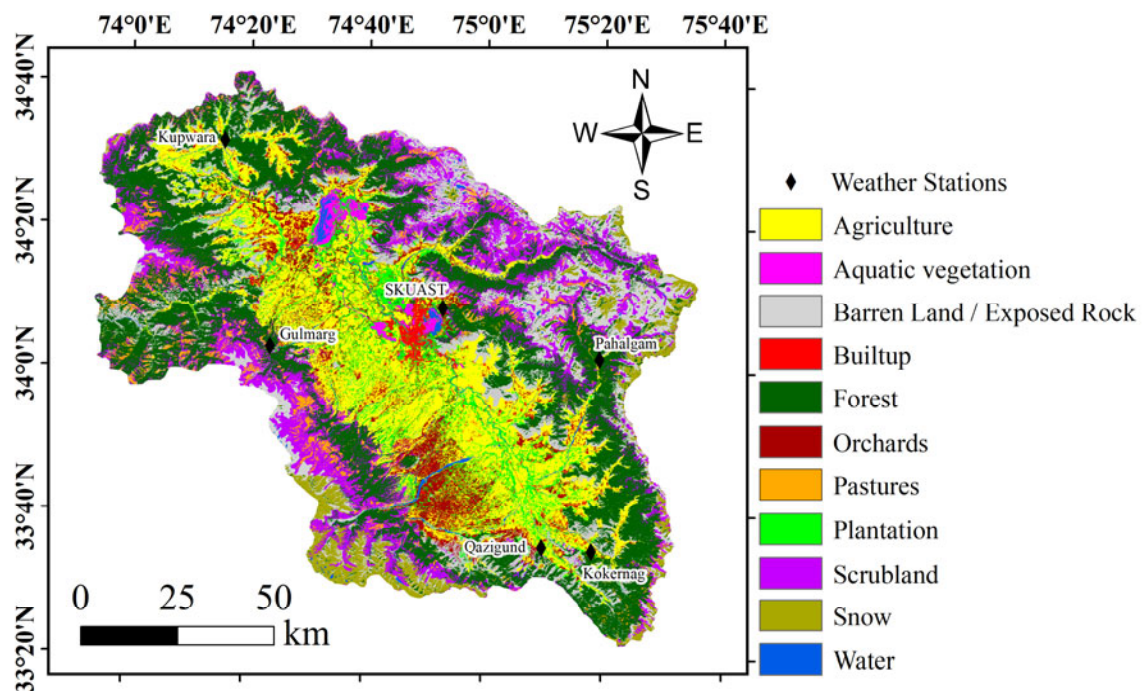 74°0'E 74°20'E 74°40'E 75°0'E 75°20'E 75°40'E
34°40'N
34°20'N
34°0'N
33°40'N
33°20'N
N
W E
S
Kupwara
SKUAST
Gulmarg
Pahalgam
Qazigund
Kokernag
0 25 50
km
Weather Stations
Agriculture
Aquatic vegetation
Barren Land / Exposed Rock
Builtup
Forest
Orchards
Pastures
Plantation
Scrubland
Snow
Water